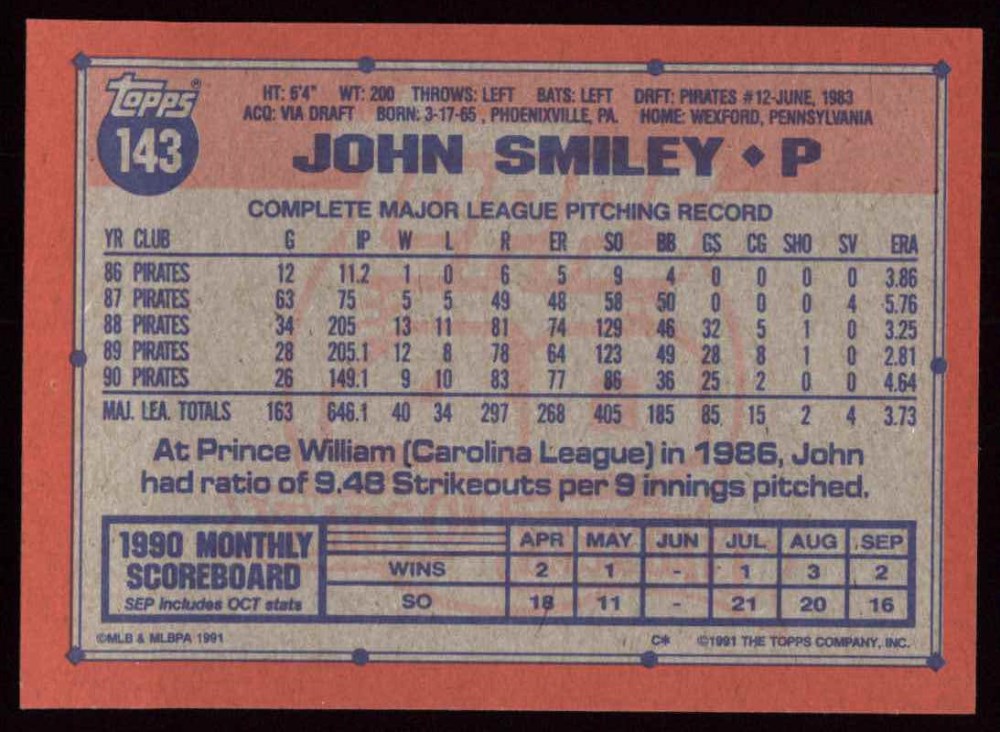 topps®
143
HT: 6'4" WT: 200 THROWS: LEFT BATS: LEFT DRFT: PIRATES #12-JUNE, 1983
ACQ: VIA DRAFT BORN: 3-17-65, PHOENIXVILLE, PA. HOME: WEXFORD, PENNSYLVANIA
JOHN SMILEY ♦ P
COMPLETE MAJOR LEAGUE PITCHING RECORD
YR CLUB G IP W L R ER SO BB GS CG SHO SV ERA
86 PIRATES 12 11.2 1 0 6 5 9 4 0 0 0 0 3.86
87 PIRATES 63 75 5 5 49 48 58 50 0 0 0 4 5.76
88 PIRATES 34 205 13 11 81 74 129 46 32 5 1 0 3.25
89 PIRATES 28 205.1 12 8 78 64 123 49 28 8 1 0 2.81
90 PIRATES 26 149.1 9 10 83 77 86 36 25 2 0 0 4.64
MAJ. LEA. TOTALS 163 646.1 40 34 297 268 405 185 85 15 2 4 3.73
At Prince William (Carolina League) in 1986, John
had ratio of 9.48 Strikeouts per 9 innings pitched.
1990 MONTHLY
SCOREBOARD
SEP includes OCT stats
APR MAY JUN JUL AUG SEP
WINS 2 1 - 1 3 2
SO 18 11 - 21 20 16
©MLB & MLBPA 1991 C* ©1991 THE TOPPS COMPANY, INC.